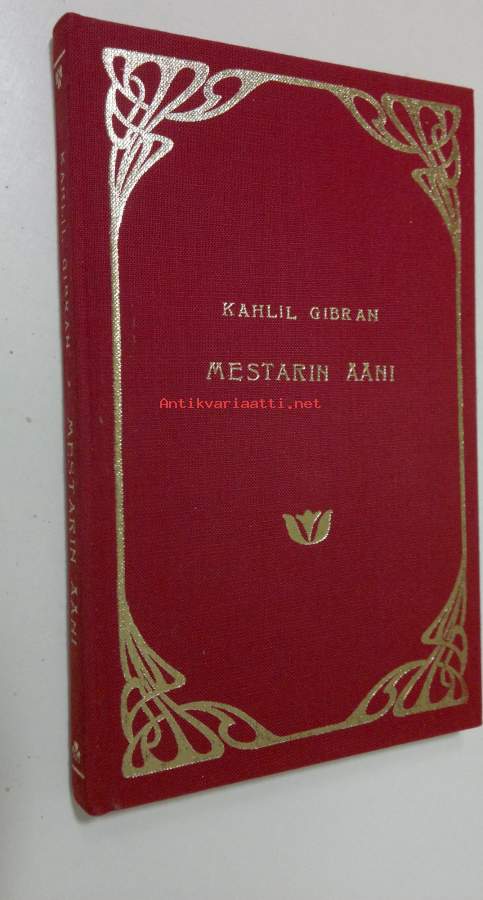 KAHLIL GIBRAN
MESTARIN ÄÄNI
Antikvariaatti.net
KAHLIL GIBRAN • MESTARIN ÄÄNI